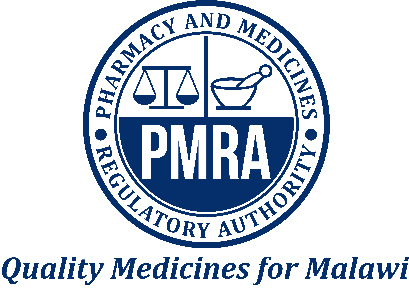 PHARMACY AND MEDICINES
PMRA
REGULATORY AUTHORITY
Quality Medicines for Malawi